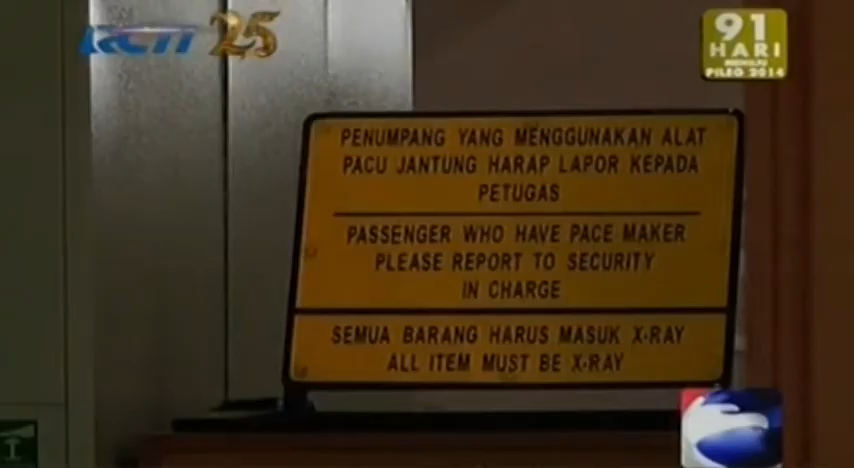 RCTI 25
91
HARI
MENUJU
PILEG 2014
PENUMPANG YANG MENGGUNAKAN ALAT
PACU JANTUNG HARAP LAPOR KEPADA
PETUGAS
PASSENGER WHO HAVE PACE MAKER
PLEASE REPORT TO SECURITY
IN CHARGE
SEMUA BARANG HARUS MASUK X-RAY
ALL ITEM MUST BE X-RAY